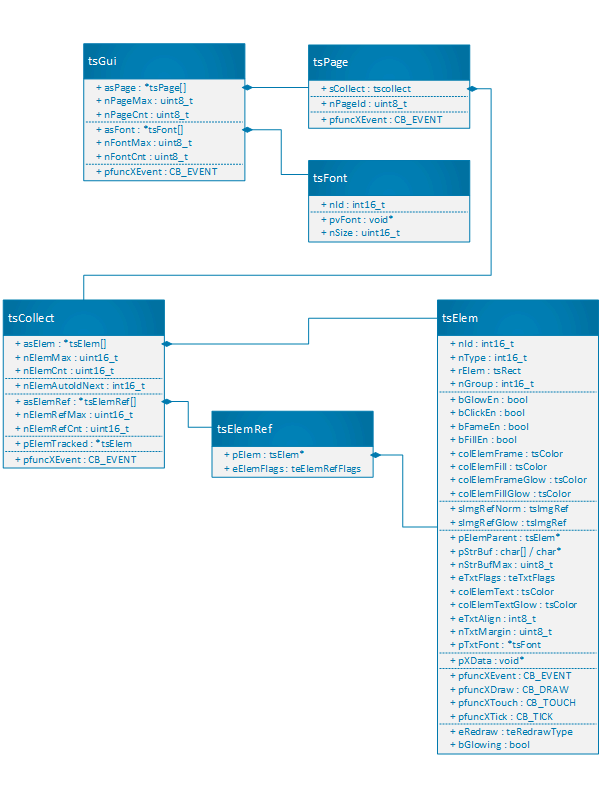 tsGui
+ asPage : *tsPage[]
+ nPageMax : uint8_t
+ nPageCnt : uint8_t
+ asFont : *tsFont[]
+ nFontMax : uint8_t
+ nFontCnt : uint8_t
+ pfuncXEvent : CB_EVENT
tsPage
+ sCollect : tscollect
+ nPageId : uint8_t
+ pfuncXEvent : CB_EVENT
tsFont
+ nId : int16_t
+ pvFont : void*
+ nSize : uint16_t
tsCollect
+ asElem : *tsElem[]
+ nElemMax : uint16_t
+ nElemCnt : uint16_t
+ nElemAutoIdNext : int16_t
+ asElemRef : *tsElemRef[]
+ nElemRefMax : uint16_t
+ nElemRefCnt : uint16_t
+ pElemTracked : *tsElem
+ pfuncXEvent : CB_EVENT
tsElemRef
+ pElem : tsElem*
+ eElemFlags : teElemRefFlags
tsElem
+ nId : int16_t
+ nType : int16_t
+ rElem : tsRect
+ nGroup : int16_t
+ bGlowEn : bool
+ bClickEn : bool
+ bFameEn : bool
+ bFillEn : bool
+ colElemFrame : tsColor
+ colElemFill : tsColor
+ colElemFrameGlow : tsColor
+ colElemFillGlow : tsColor
+ sImgRefNorm : tsImgRef
+ sImgRefGlow : tsImgRef
+ pElemParent : tsElem*
+ pStrBuf : char[] / char*
+ nStrBufMax : uint8_t
+ eTxtFlags : teTxtFlags
+ colElemText : tsColor
+ colElemTextGlow : tsColor
+ eTxtAlign : int8_t
+ nTxtMargin : uint8_t
+ pTxtFont : *tsFont
+ pXData : void*
+ pfuncXEvent : CB_EVENT
+ pfuncXDraw : CB_DRAW
+ pfuncXTouch : CB_TOUCH
+ pfuncXTick : CB_TICK
+ eRedraw : teRedrawType
+ bGlowing : bool